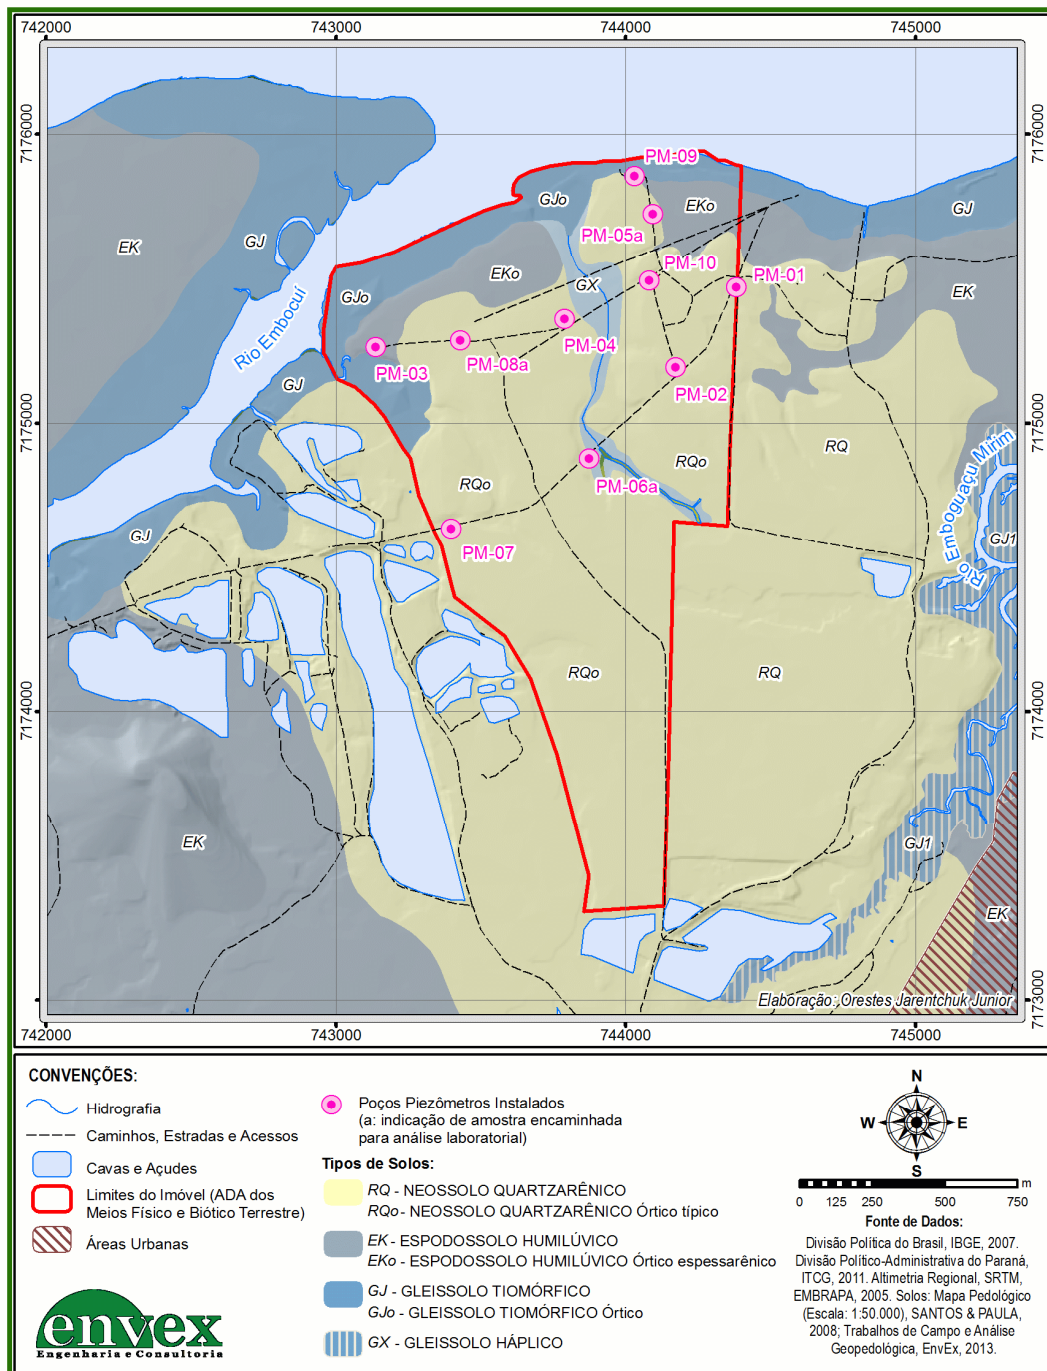 742000
743000
744000
745000
7176000
7175000
7174000
7173000
7176000
7175000
7174000
742000
743000
744000
745000
EK
GJ
GJo
EKo
GX
EKo
GJ
EK
GJ
GJo
GJ
RQo
RQo
RQ
GJ1
RQo
RQ
EK
GJ1
EK
Rio Embocuí
Rio Emboguaçu Mirim
PM-09
PM-05a
PM-10
PM-01
PM-04
PM-08a
PM-03
PM-02
PM-06a
PM-07
Elaboração: Orestes Jarentchuk Junior
CONVENÇÕES:
Hidrografia
Caminhos, Estradas e Acessos
Cavas e Açudes
Limites do Imóvel (ADA dos
Meios Físico e Biótico Terrestre)
Áreas Urbanas
envex
Engenharia e Consultoria
Poços Piezômetros Instalados
(a: indicação de amostra encaminhada
para análise laboratorial)
Tipos de Solos:
RQ - NEOSSOLO QUARTZARÊNICO
RQo- NEOSSOLO QUARTZARÊNICO Órtico típico
EK - ESPODOSSOLO HUMILÚVICO
EKo - ESPODOSSOLO HUMILÚVICO Órtico espessarênico
GJ - GLEISSOLO TIOMÓRFICO
GJo - GLEISSOLO TIOMÓRFICO Órtico
GX - GLEISSOLO HÁPLICO
N
W
E
S
m
0 125 250 500 750
Fonte de Dados:
Divisão Política do Brasil, IBGE, 2007.
Divisão Político-Administrativa do Paraná,
ITCG, 2011. Altimetria Regional, SRTM,
EMBRAPA, 2005. Solos: Mapa Pedológico
(Escala: 1:50.000), SANTOS & PAULA,
2008; Trabalhos de Campo e Análise
Geopedológica, EnvEx, 2013.